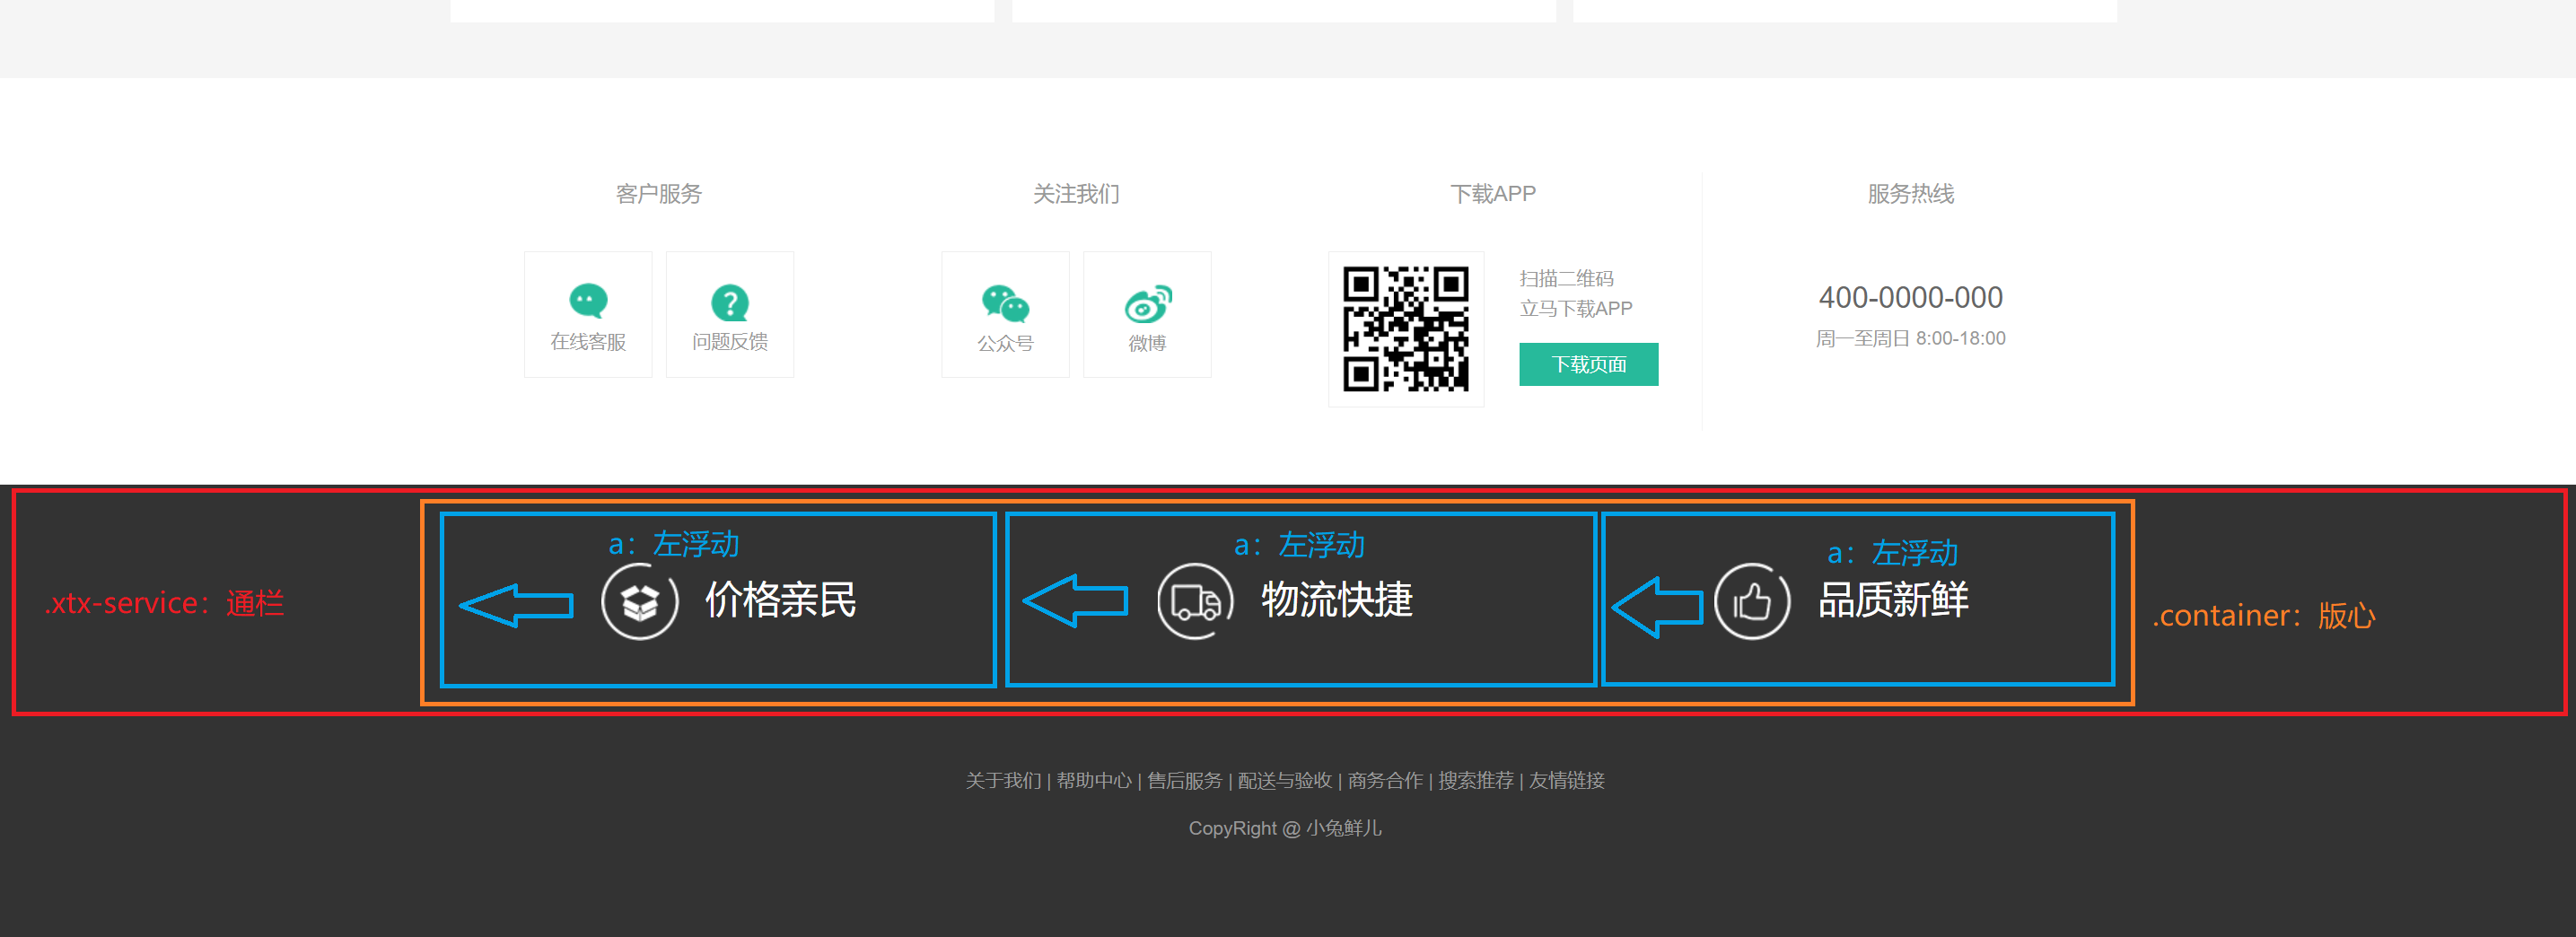 客户服务
关注我们
下载APP
服务热线
在线客服
问题反馈
公众号
微博
扫描二维码
立马下载APP
下载页面
400-0000-000
周一至周日 8:00-18:00
a：左浮动
a：左浮动
a：左浮动
.xtx-service：通栏
价格亲民
物流快捷
品质新鲜
.container：版心
关于我们 | 帮助中心 | 售后服务 | 配送与验收 | 商务合作 | 搜索推荐 | 友情链接
CopyRight @ 小兔鲜儿